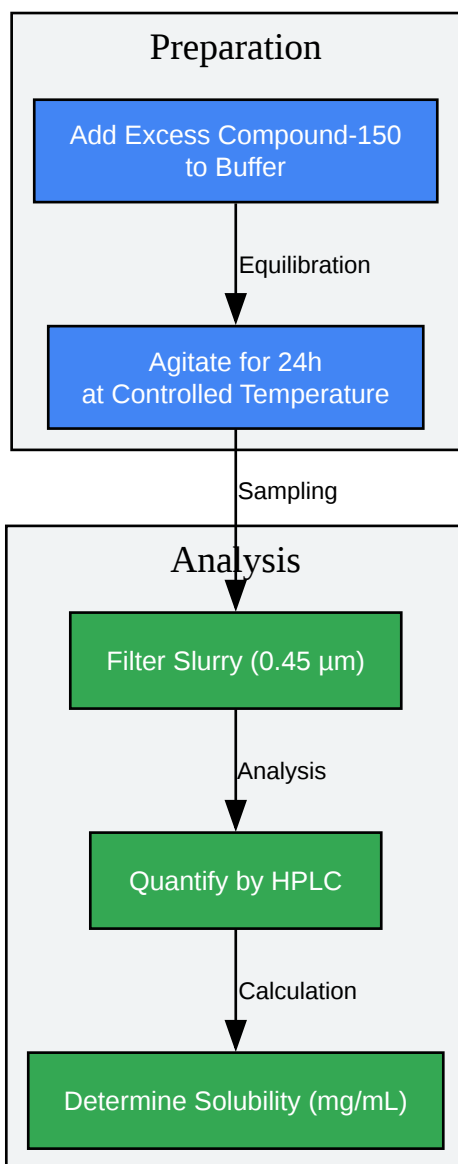 Preparation
Add Excess Compound-150
to Buffer
Equilibration
Agitate for 24h
at Controlled Temperature
Sampling
Analysis
Filter Slurry (0.45 µm)
Analysis
Quantify by HPLC
Calculation
Determine Solubility (mg/mL)